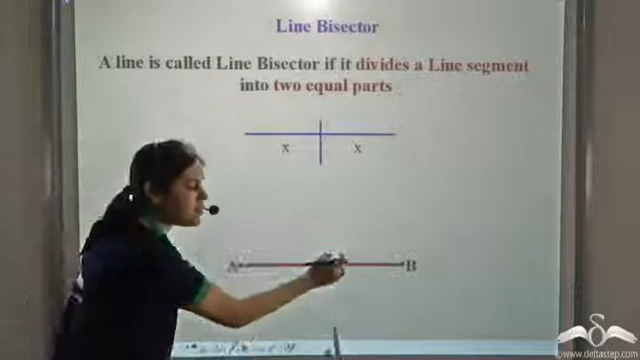 Line Bisector
A line is called Line Bisector if it divides a Line segment
into two equal parts
x x
A B
www.deltastep.com